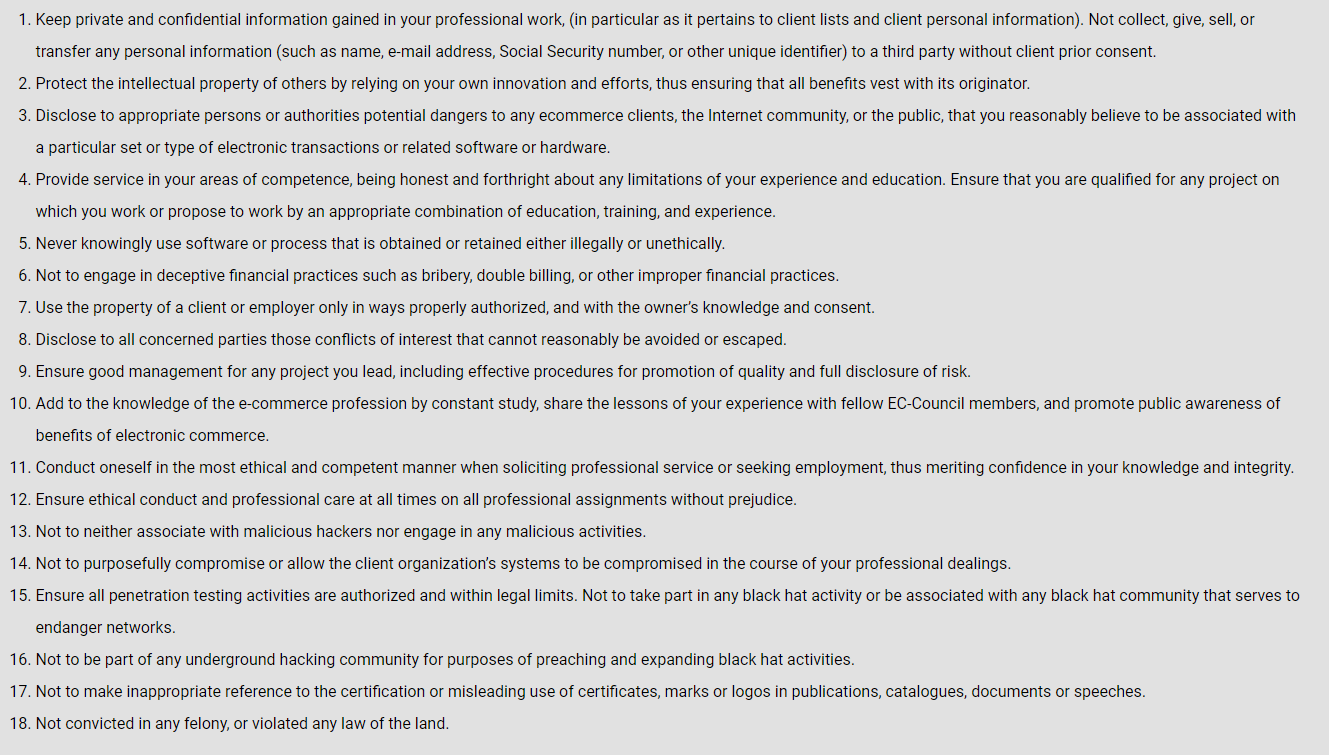 1. Keep private and confidential information gained in your professional work, (in particular as it pertains to client lists and client personal information). Not collect, give, sell, or
transfer any personal information (such as name, e-mail address, Social Security number, or other unique identifier) to a third party without client prior consent.
2. Protect the intellectual property of others by relying on your own innovation and efforts, thus ensuring that all benefits vest with its originator.
3. Disclose to appropriate persons or authorities potential dangers to any ecommerce clients, the Internet community, or the public, that you reasonably believe to be associated with
a particular set or type of electronic transactions or related software or hardware.
4. Provide service in your areas of competence, being honest and forthright about any limitations of your experience and education. Ensure that you are qualified for any project on
which you work or propose to work by an appropriate combination of education, training, and experience.
5. Never knowingly use software or process that is obtained or retained either illegally or unethically.
6. Not to engage in deceptive financial practices such as bribery, double billing, or other improper financial practices.
7. Use the property of a client or employer only in ways properly authorized, and with the owner's knowledge and consent.
8. Disclose to all concerned parties those conflicts of interest that cannot reasonably be avoided or escaped.
9. Ensure good management for any project you lead, including effective procedures for promotion of quality and full disclosure of risk.
10. Add to the knowledge of the e-commerce profession by constant study, share the lessons of your experience with fellow EC-Council members, and promote public awareness of
benefits of electronic commerce.
11. Conduct oneself in the most ethical and competent manner when soliciting professional service or seeking employment, thus meriting confidence in your knowledge and integrity.
12. Ensure ethical conduct and professional care at all times on all professional assignments without prejudice.
13. Not to neither associate with malicious hackers nor engage in any malicious activities.
14. Not to purposefully compromise or allow the client organization's systems to be compromised in the course of your professional dealings.
15. Ensure all penetration testing activities are authorized and within legal limits. Not to take part in any black hat activity or be associated with any black hat community that serves to
endanger networks.
16. Not to be part of any underground hacking community for purposes of preaching and expanding black hat activities.
17. Not to make inappropriate reference to the certification or misleading use of certificates, marks or logos in publications, catalogues, documents or speeches.
18. Not convicted in any felony, or violated any law of the land.